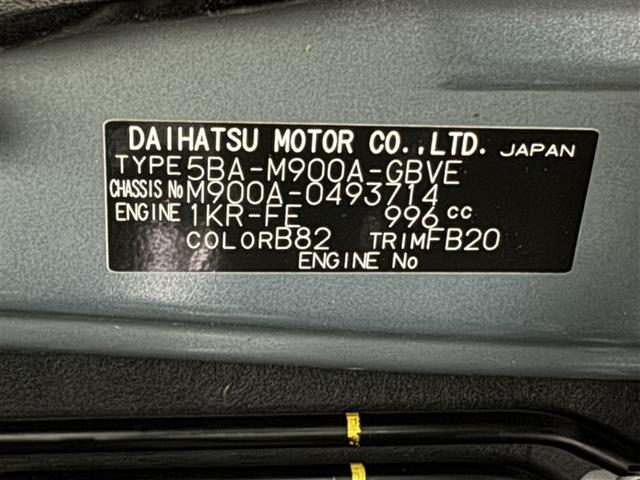 DAIHATSU MOTOR CO.,LTD. JAPAN
TYPE 5BA-M900A-GBVE
CHASSIS No M900A-0493714
ENGINE 1KR-FE 996 cc
COLOR B82 TRIM FB20
ENGINE No